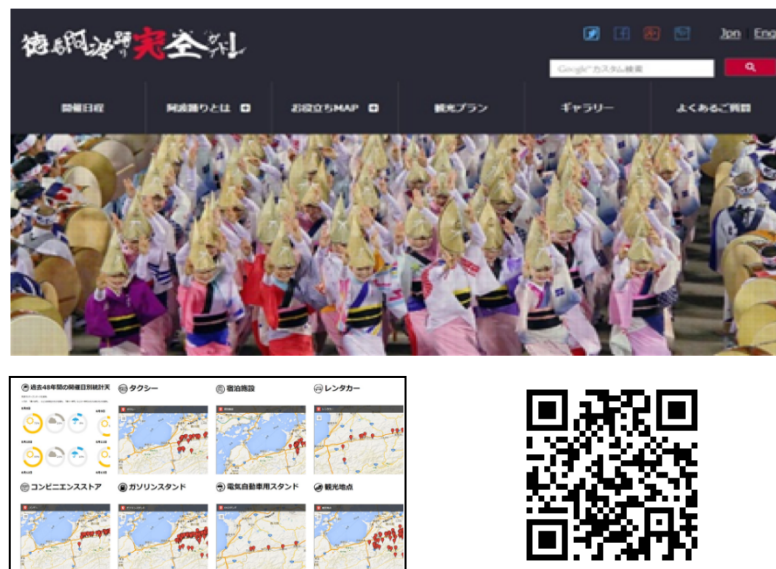 徳島阿波踊り完全ガイド!
Jpn Eng
Google™カスタム検索
開催日程
阿波踊りとは
お役立ちMAP
観光プラン
ギャラリー
よくあるご質問
過去48年間の開催日別統計天
タクシー
宿泊施設
レンタカー
コンビニエンスストア
ガソリンスタンド
電気自動車用スタンド
観光地点